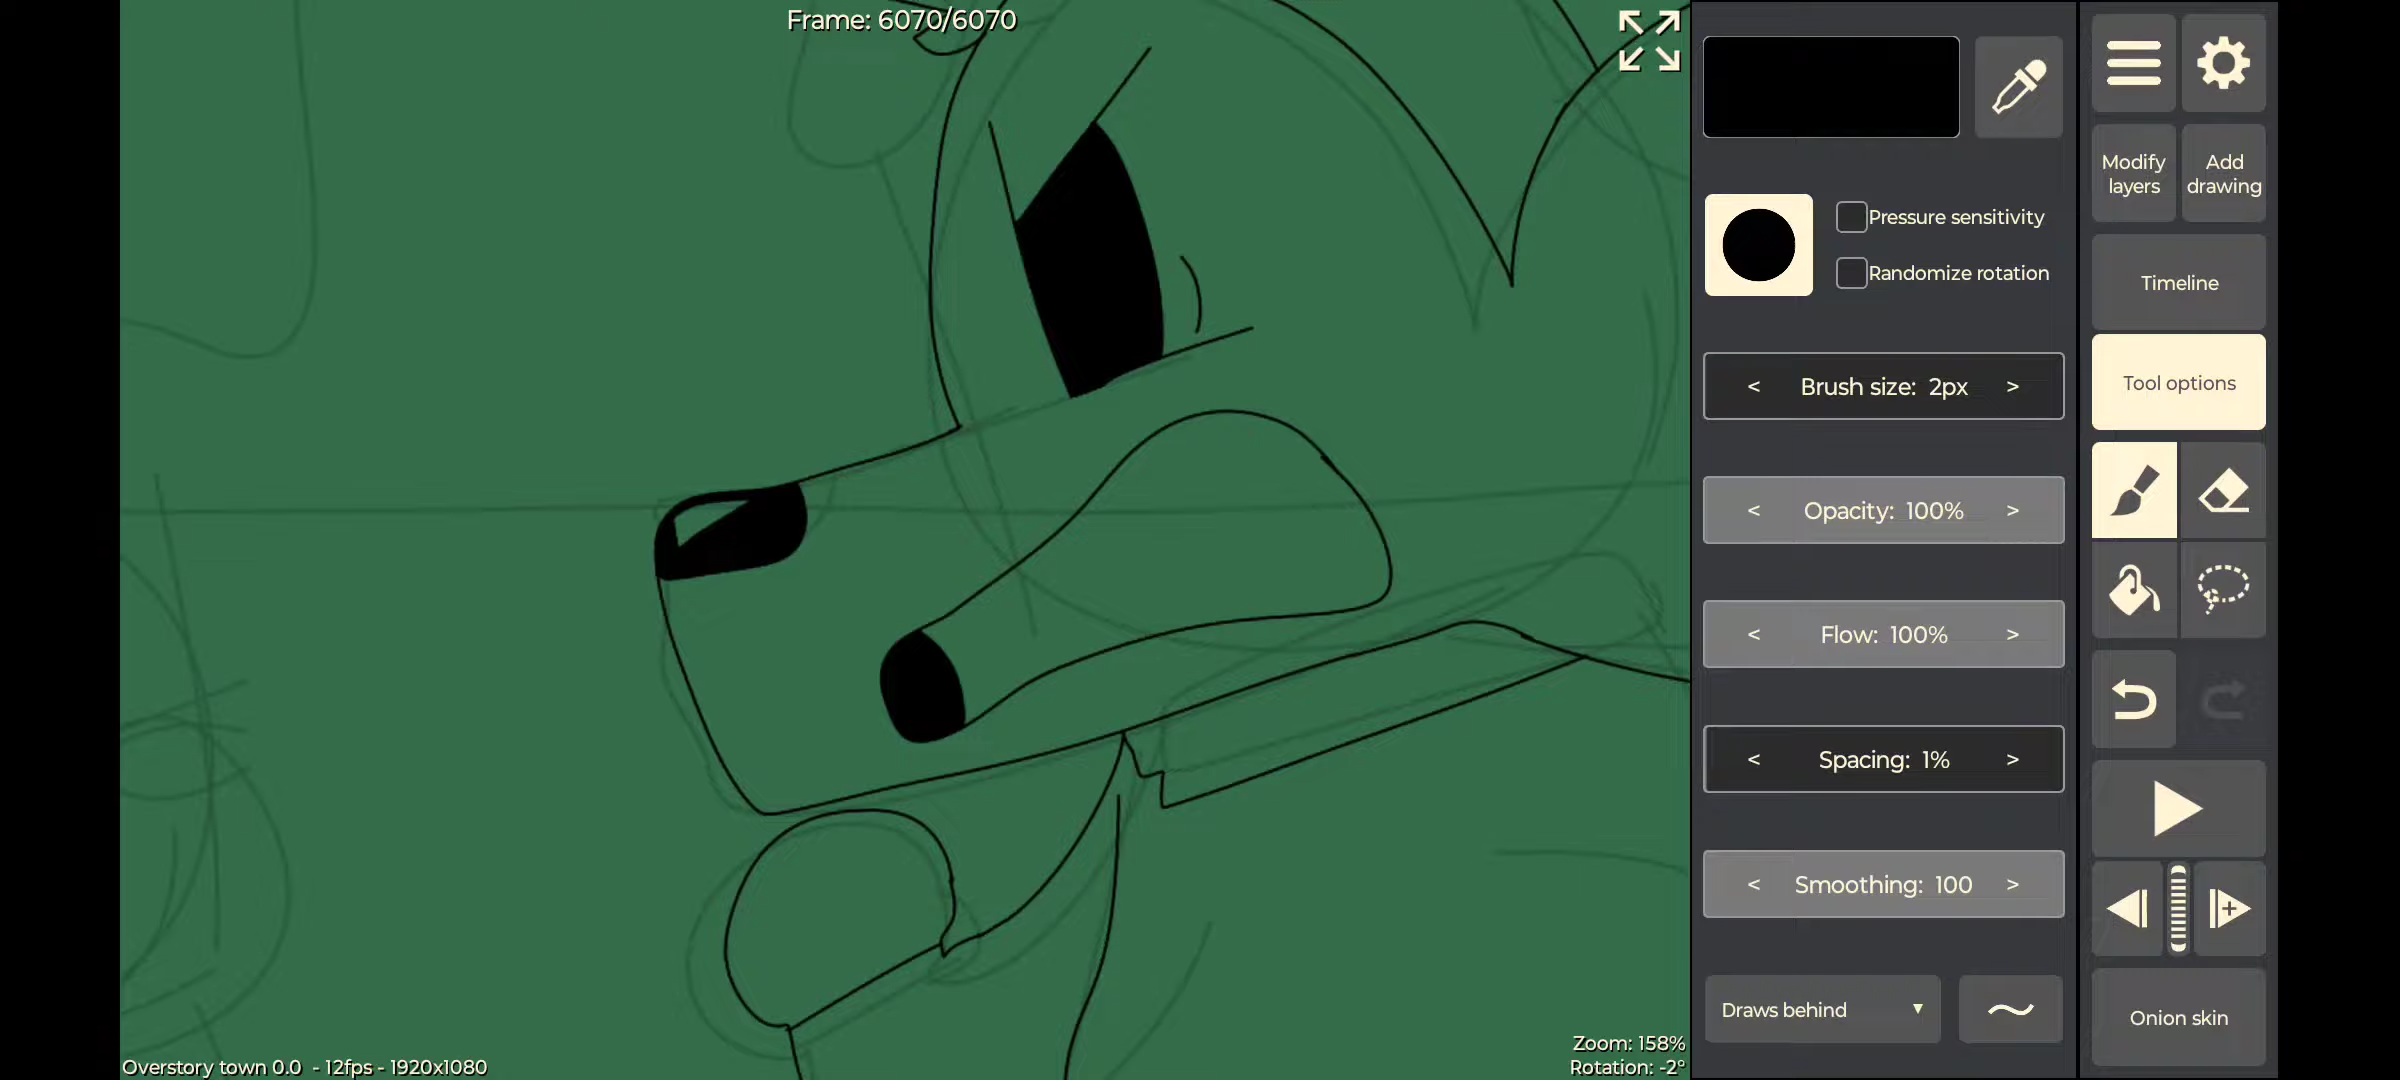 Frame: 6070/6070
Modify layers
Add drawing
Pressure sensitivity
Randomize rotation
Timeline
Tool options
< Brush size: 2px >
< Opacity: 100% >
< Flow: 100% >
< Spacing: 1% >
< Smoothing: 100 >
Draws behind ▼
Onion skin
Zoom: 158%
Rotation: -2°
Overstory town 0.0 - 12fps - 1920x1080